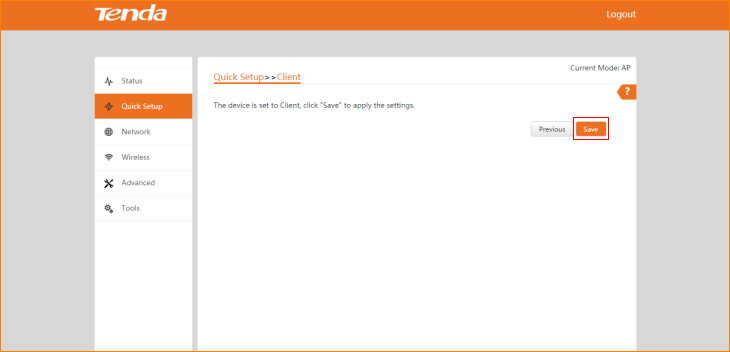 Tenda
Logout
Current Mode: AP
Status
Quick Setup>>Client
?
Quick Setup
The device is set to Client, click "Save" to apply the settings.
Previous
Save
Network
Wireless
Advanced
Tools